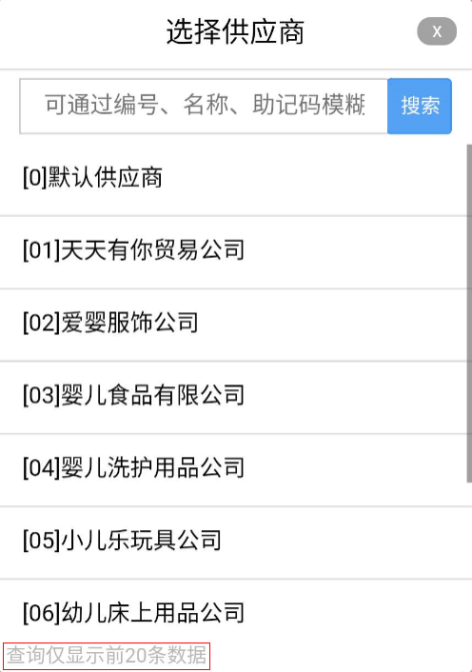 选择供应商
X
可通过编号、名称、助记码模糊
搜索
[0]默认供应商
[01]天天有你贸易公司
[02]爱婴服饰公司
[03]婴儿食品有限公司
[04]婴儿洗护用品公司
[05]小儿乐玩具公司
[06]幼儿床上用品公司
查询仅显示前20条数据